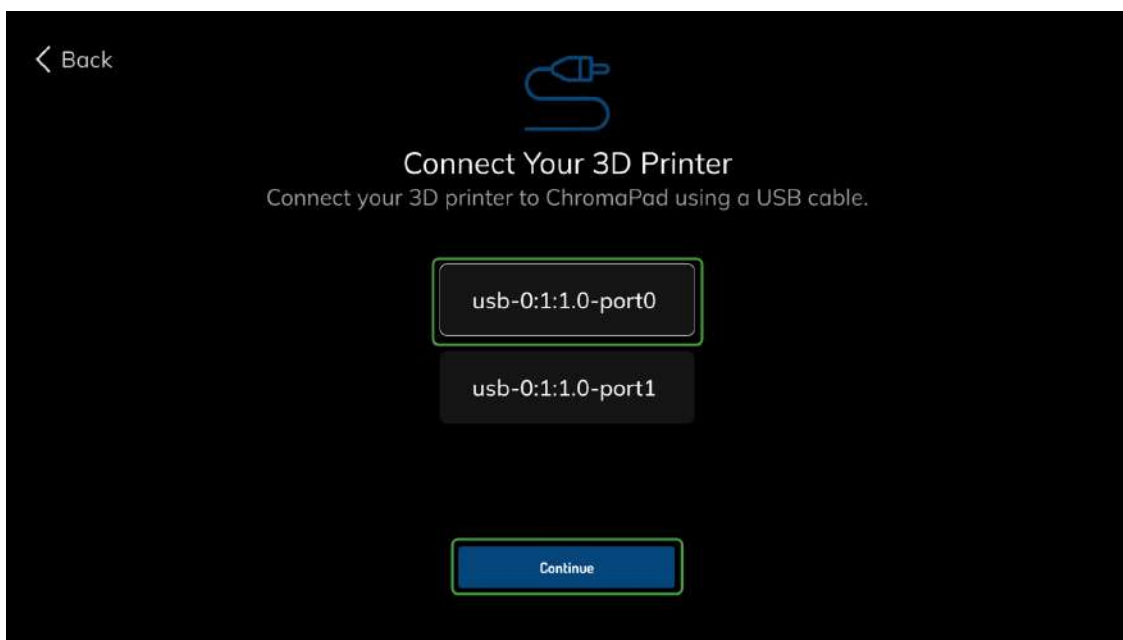 Back
Connect Your 3D Printer
Connect your 3D printer to ChromaPad using a USB cable.
usb-0:1:1.0-port0
usb-0:1:1.0-port1
Continue